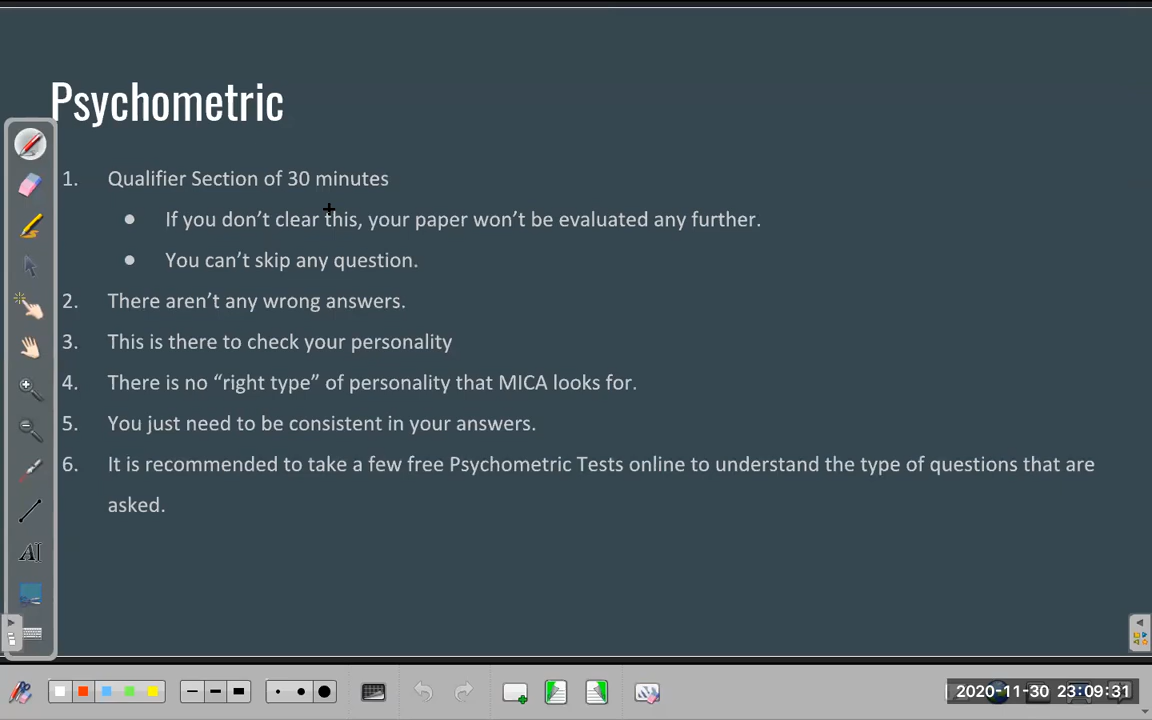 Psychometric
1. Qualifier Section of 30 minutes
● If you don’t clear this, your paper won’t be evaluated any further.
● You can’t skip any question.
2. There aren’t any wrong answers.
3. This is there to check your personality
4. There is no “right type” of personality that MICA looks for.
5. You just need to be consistent in your answers.
6. It is recommended to take a few free Psychometric Tests online to understand the type of questions that are
asked.
AI
2020-11-30 23:09:31